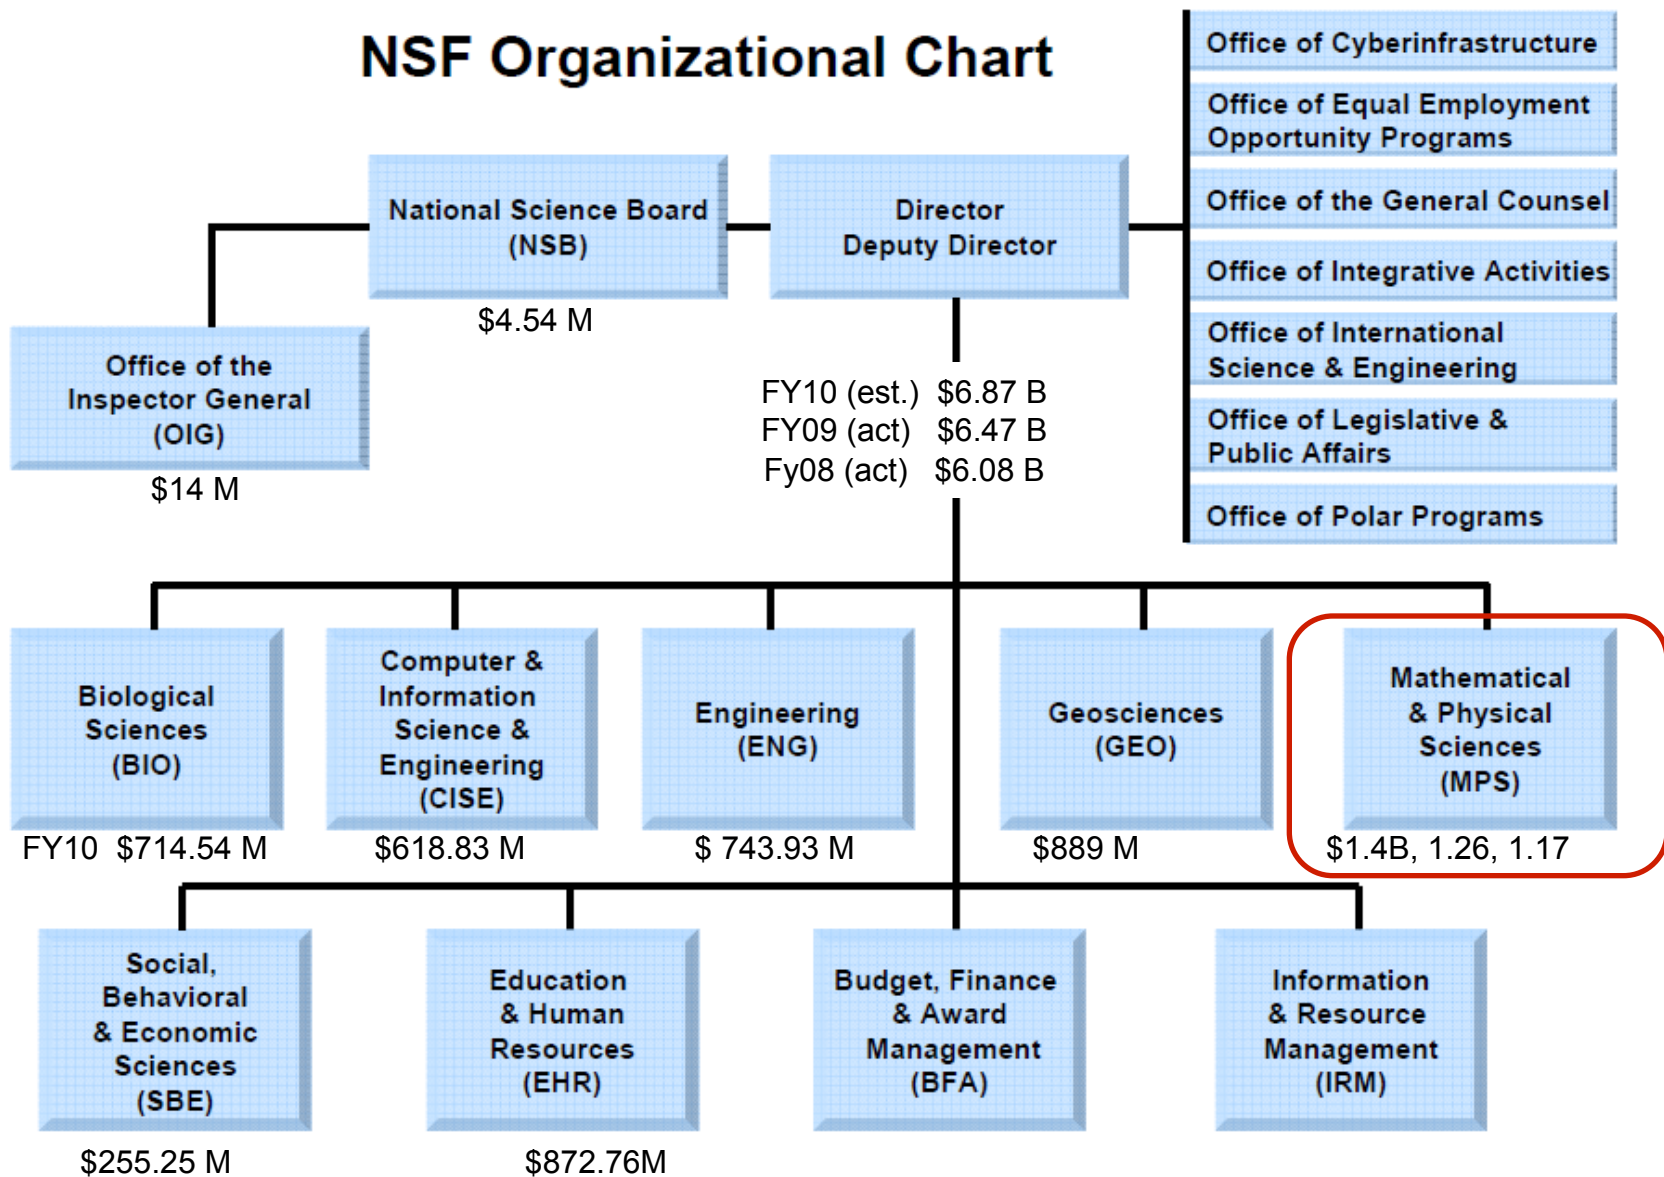 NSF Organizational Chart
Office of Cyberinfrastructure
Office of Equal Employment
Opportunity Programs
Office of the General Counsel
Office of Integrative Activities
Office of International
Science & Engineering
Office of Legislative &
Public Affairs
Office of Polar Programs
National Science Board
(NSB)
$4.54 M
Director
Deputy Director
Office of the
Inspector General
(OIG)
$14 M
FY10 (est.) $6.87 B
FY09 (act) $6.47 B
Fy08 (act) $6.08 B
Biological
Sciences
(BIO)
FY10 $714.54 M
Computer &
Information
Science &
Engineering
(CISE)
$618.83 M
Engineering
(ENG)
$ 743.93 M
Geosciences
(GEO)
$889 M
Mathematical
& Physical
Sciences
(MPS)
$1.4B, 1.26, 1.17
Social,
Behavioral
& Economic
Sciences
(SBE)
$255.25 M
Education
& Human
Resources
(EHR)
$872.76M
Budget, Finance
& Award
Management
(BFA)
Information
& Resource
Management
(IRM)